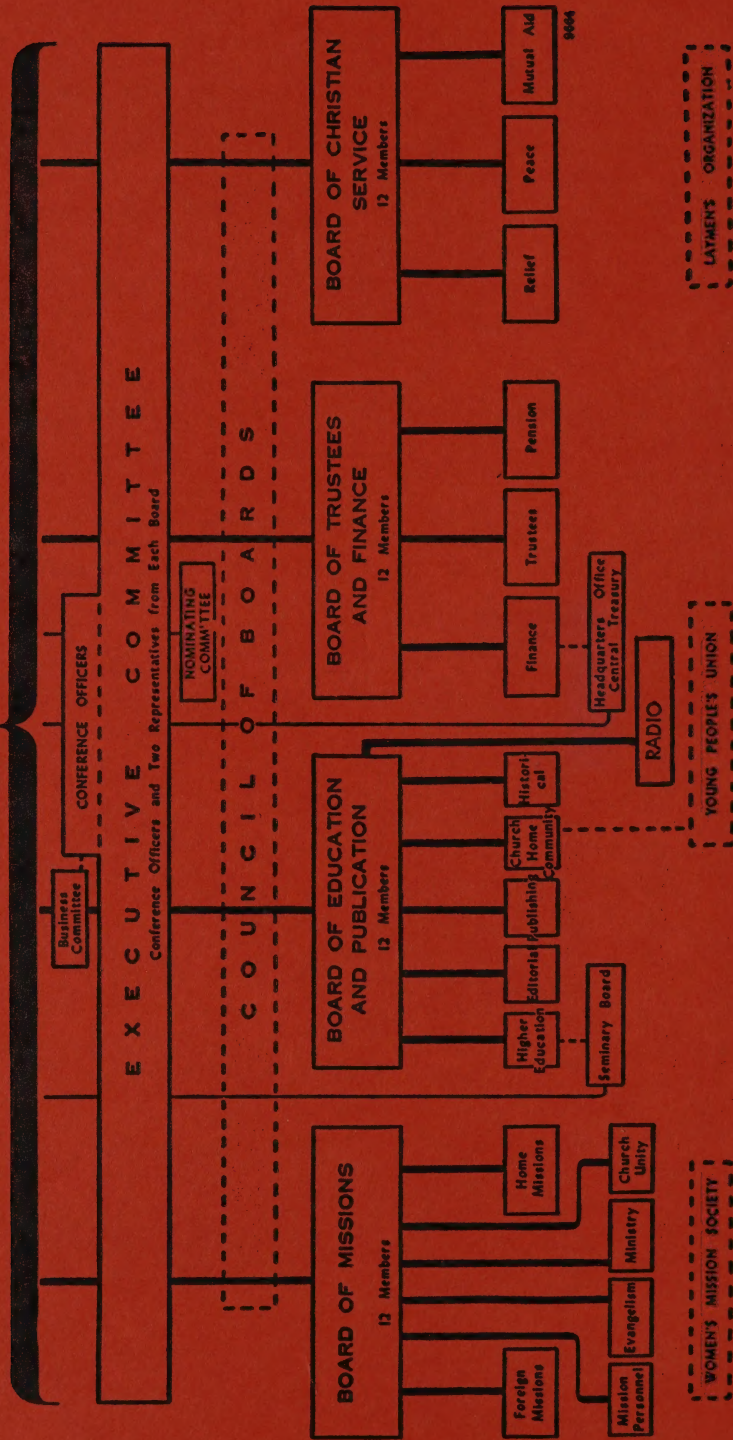 Business
Committee
CONFERENCE OFFICERS
EXECUTIVE COMMITTEE
Conference Officers and Two Representatives from Each Board
NOMINATING
COMM'TTEE
COUNCIL OF BOARDS
BOARD OF MISSIONS
12 Members
Foreign
Missions
Home
Missions
Mission
Personnel
Evangelism
Ministry
Church
Unity
BOARD OF EDUCATION
AND PUBLICATION
12 Members
Higher
Education
Editorial
Publishing
Church
Home
Community
Histori-
cal
Seminary Board
RADIO
BOARD OF TRUSTEES
AND FINANCE
12 Members
Finance
Trustees
Pension
Headquarters Office
Central Treasury
BOARD OF CHRISTIAN
SERVICE
12 Members
Relief
Peace
Mutual Aid
9664
WOMEN'S MISSION SOCIETY
YOUNG PEOPLE'S UNION
LAYMEN'S ORGANIZATION